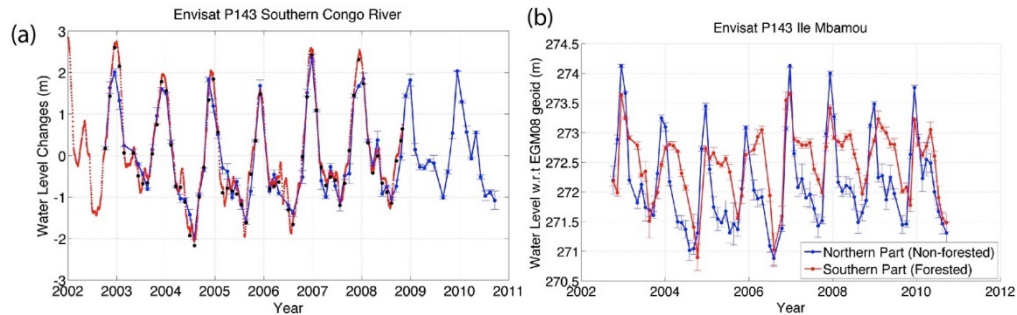 (a)
Envisat P143 Southern Congo River
Water Level Changes (m)
3
2
1
0
-1
-2
-3
2002 2003 2004 2005 2006 2007 2008 2009 2010 2011
Year
(b)
Envisat P143 Ile Mbamou
Water Level w.r.t EGM08 geoid (m)
274.5
274
273.5
273
272.5
272
271.5
271
270.5
2002 2004 2006 2008 2010 2012
Year
Northern Part (Non-forested)
Southern Part (Forested)